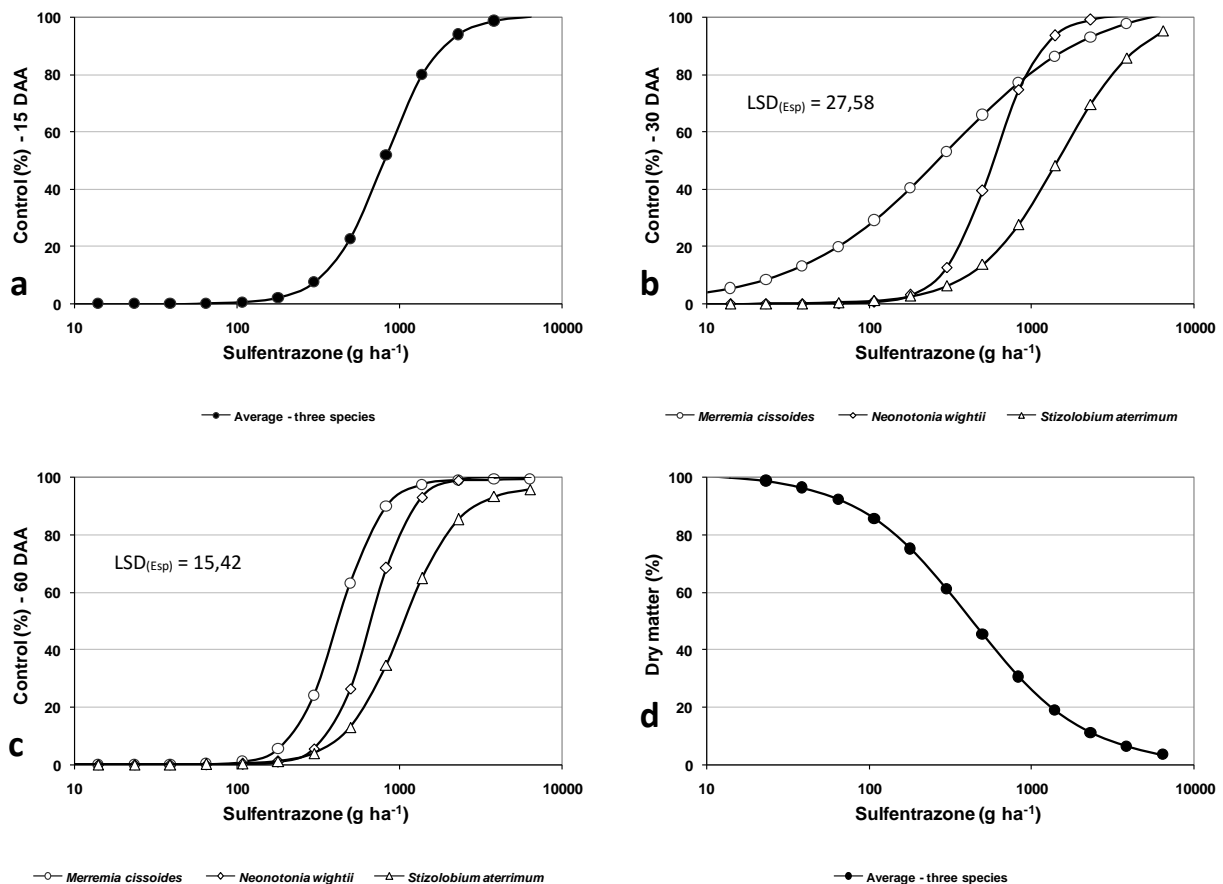 Control (%) - 15 DAA
100
80
60
40
20
0
a
10
100
1000
10000
Sulfentrazone (g ha⁻¹)
Average - three species
Control (%) - 30 DAA
100
80
60
40
20
0
LSD(Esp) = 27,58
b
10
100
1000
10000
Sulfentrazone (g ha⁻¹)
Merremia cissoides
Neonotonia wightii
Stizolobium aterrimum
Control (%) - 60 DAA
100
80
60
40
20
0
LSD(Esp) = 15,42
c
10
100
1000
10000
Sulfentrazone (g ha⁻¹)
Merremia cissoides
Neonotonia wightii
Stizolobium aterrimum
Dry matter (%)
100
80
60
40
20
0
d
10
100
1000
10000
Sulfentrazone (g ha⁻¹)
Average - three species